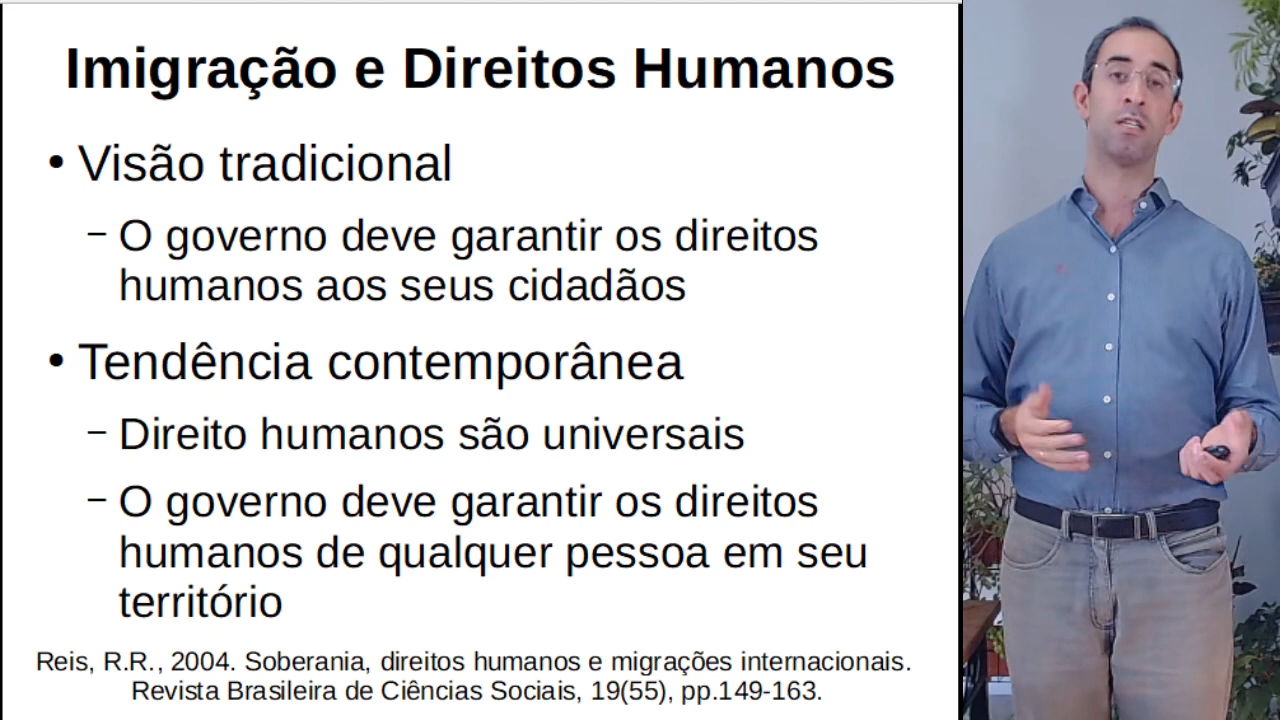 Imigração e Direitos Humanos
• Visão tradicional
– O governo deve garantir os direitos
humanos aos seus cidadãos
• Tendência contemporânea
– Direito humanos são universais
– O governo deve garantir os direitos
humanos de qualquer pessoa em seu
território
Reis, R.R., 2004. Soberania, direitos humanos e migrações internacionais.
Revista Brasileira de Ciências Sociais, 19(55), pp.149-163.